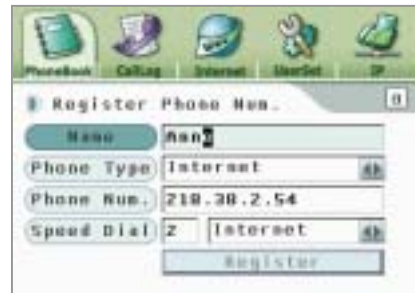 PhoneBook CallLog Internet UserSet IP
Register Phone Num. a
Name Ann
Phone Type Internet
Phone Num. 218.38.2.54
Speed Dial 2 Internet
Register